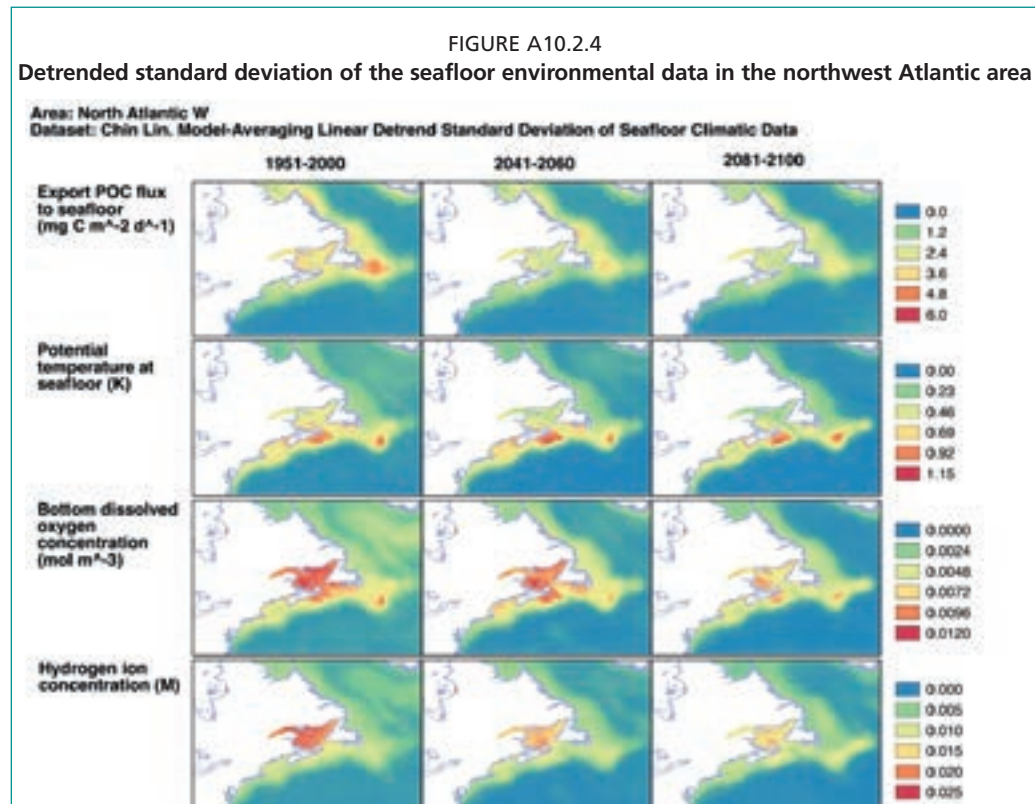 FIGURE A10.2.4
Detrended standard deviation of the seafloor environmental data in the northwest Atlantic area
Area: North Atlantic W
Dataset: Chin Lin. Model-Averaging Linear Detrend Standard Deviation of Seafloor Climatic Data
1951-2000 2041-2060 2081-2100
Export POC flux
to seafloor
(mg C m^-2 d^-1)
0.0
1.2
2.4
3.6
4.8
6.0
Potential
temperature at
seafloor (K)
0.00
0.23
0.46
0.69
0.92
1.15
Bottom dissolved
oxygen
concentration
(mol m^-3)
0.0000
0.0024
0.0048
0.0072
0.0096
0.0120
Hydrogen ion
concentration (M)
0.000
0.005
0.010
0.015
0.020
0.025